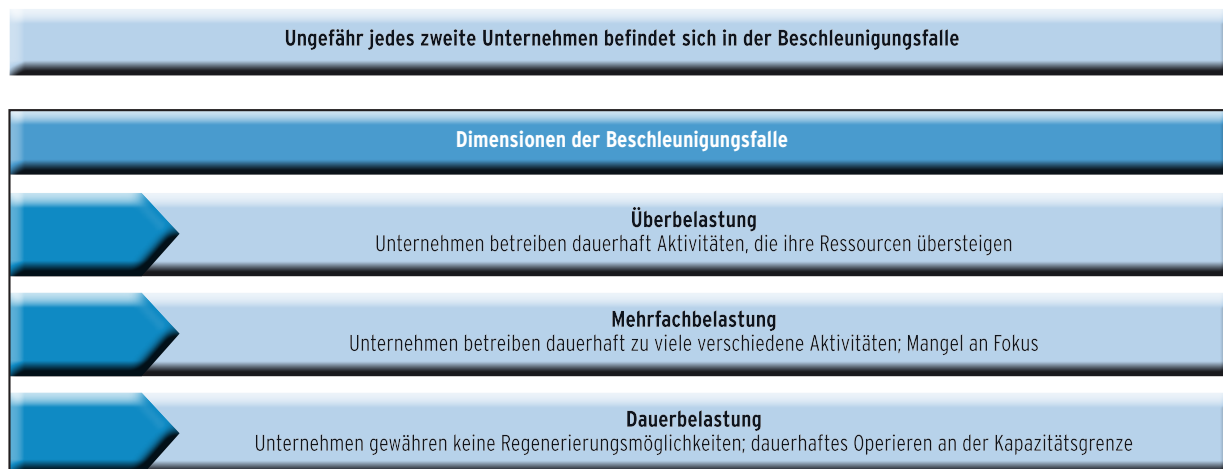 Ungefähr jedes zweite Unternehmen befindet sich in der Beschleunigungsfalle
Dimensionen der Beschleunigungsfalle
Überbelastung
Unternehmen betreiben dauerhaft Aktivitäten, die ihre Ressourcen übersteigen
Mehrfachbelastung
Unternehmen betreiben dauerhaft zu viele verschiedene Aktivitäten; Mangel an Fokus
Dauerbelastung
Unternehmen gewähren keine Regenerierungsmöglichkeiten; dauerhaftes Operieren an der Kapazitätsgrenze